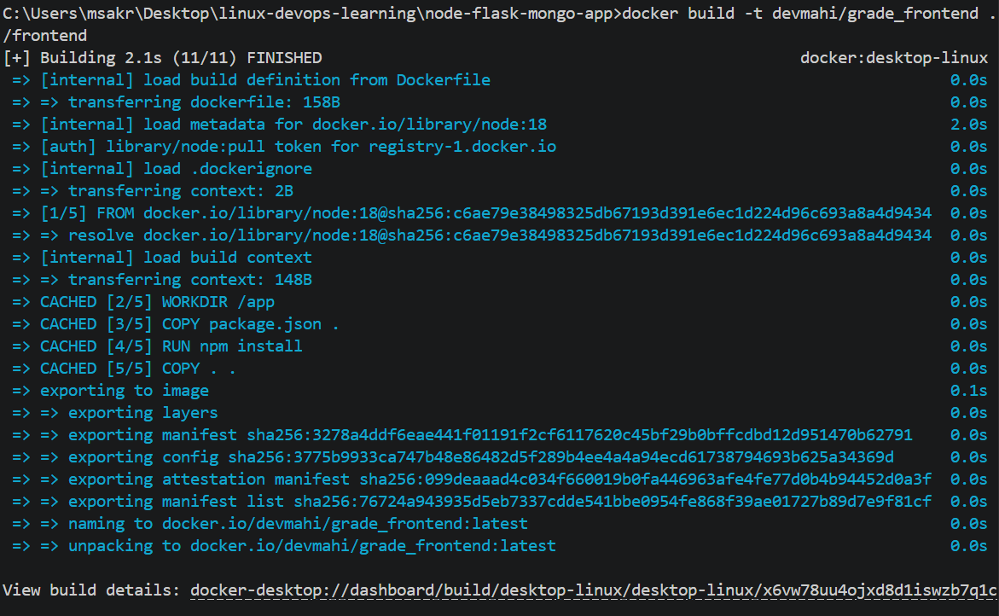 C:\Users\msakr\Desktop\linux-devops-learning\node-flask-mongo-app>docker build -t devmahi/grade_frontend .
/frontend
[+] Building 2.1s (11/11) FINISHED docker:desktop-linux
=> [internal] load build definition from Dockerfile 0.0s
=> => transferring dockerfile: 158B 0.0s
=> [internal] load metadata for docker.io/library/node:18 2.0s
=> [auth] library/node:pull token for registry-1.docker.io 0.0s
=> [internal] load .dockerignore 0.0s
=> => transferring context: 2B 0.0s
=> [1/5] FROM docker.io/library/node:18@sha256:c6ae79e38498325db67193d391e6ec1d224d96c693a8a4d9434 0.0s
=> => resolve docker.io/library/node:18@sha256:c6ae79e38498325db67193d391e6ec1d224d96c693a8a4d9434 0.0s
=> [internal] load build context 0.0s
=> => transferring context: 148B 0.0s
=> CACHED [2/5] WORKDIR /app 0.0s
=> CACHED [3/5] COPY package.json . 0.0s
=> CACHED [4/5] RUN npm install 0.0s
=> CACHED [5/5] COPY . . 0.0s
=> exporting to image 0.1s
=> => exporting layers 0.0s
=> => exporting manifest sha256:3278a4ddf6eae441f01191f2cf6117620c45bf29b0bffcdbd12d951470b62791 0.0s
=> => exporting config sha256:3775b9933ca747b48e86482d5f289b4ee4a4a94ecd61738794693b625a34369d 0.0s
=> => exporting attestation manifest sha256:099deaaad4c034f660019b0fa446963afe4fe77d0b4b94452d0a3f 0.0s
=> => exporting manifest list sha256:76724a943935d5eb7337cdde541bbe0954fe868f39ae01727b89d7e9f81cf 0.0s
=> => naming to docker.io/devmahi/grade_frontend:latest 0.0s
=> => unpacking to docker.io/devmahi/grade_frontend:latest 0.0s
View build details: docker-desktop://dashboard/build/desktop-linux/desktop-linux/x6vw78uu4ojxd8d1iswzb7q1c